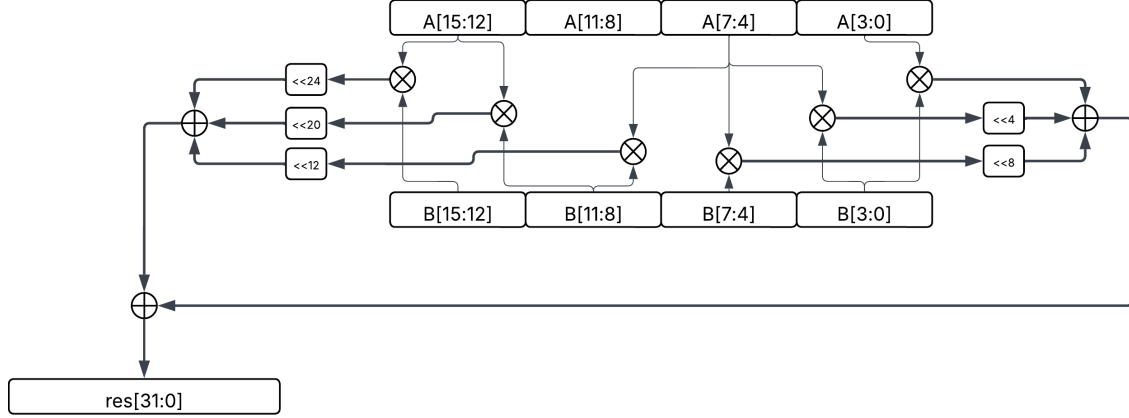 A[15:12] A[11:8] A[7:4] A[3:0]
<<24
<<20
<<4
<<12
<<8
B[15:12] B[11:8] B[7:4] B[3:0]
res[31:0]